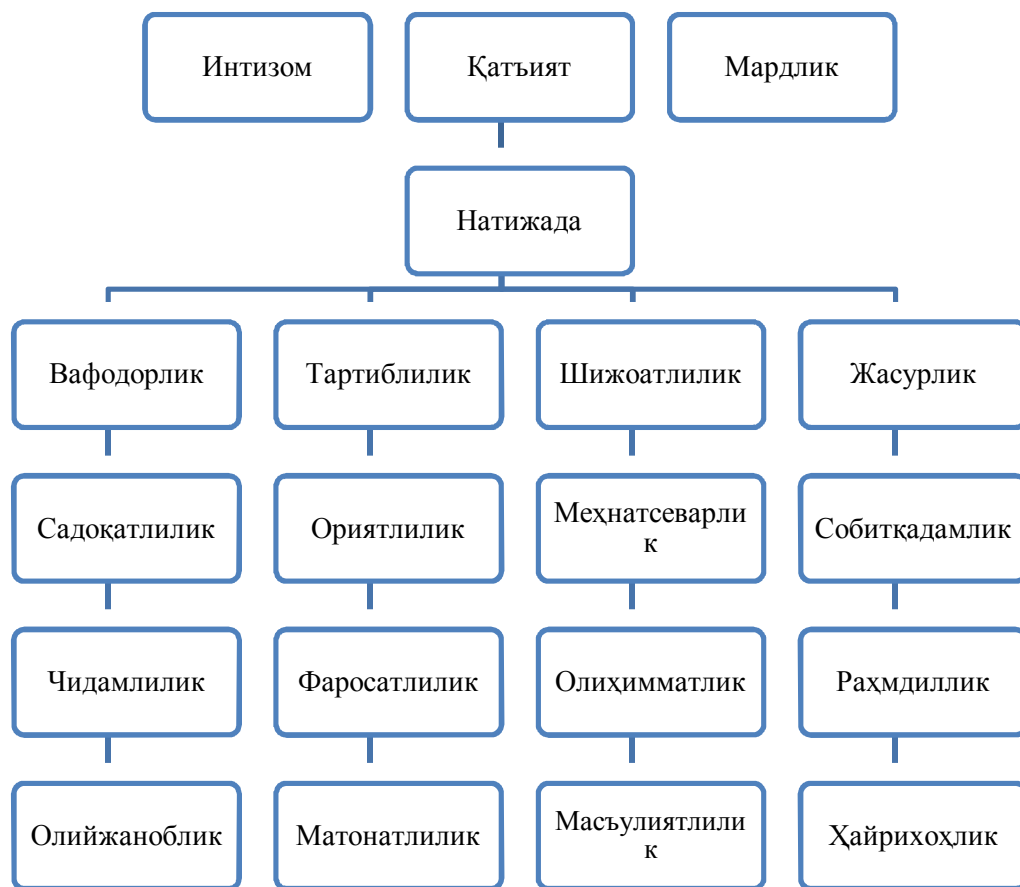 Интизом
Қатъият
Мардлик
Натижада
Вафодорлик
Тартиблилик
Шижоатлилик
Жасурлик
Садоқатлилик
Ориятлилик
Меҳнатсеварли
к
Собитқадамлик
Чидамлилик
Фаросатлилик
Олиҳимматлик
Раҳмдиллик
Олийжаноблик
Матонатлилик
Масъулиятлили
к
Ҳайрихоҳлик